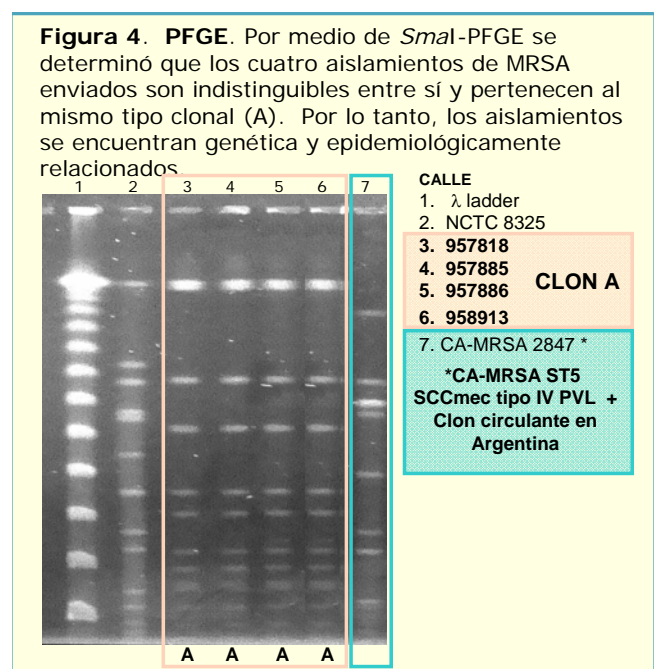 Figura 4. PFGE. Por medio de SmaI-PFGE se
determinó que los cuatro aislamientos de MRSA
enviados son indistinguibles entre sí y pertenecen al
mismo tipo clonal (A). Por lo tanto, los aislamientos
se encuentran genética y epidemiológicamente
relacionados.
1 2 3 4 5 6 7
A A A A
CALLE
1. λ ladder
2. NCTC 8325
3. 957818
4. 957885
5. 957886
6. 958913
CLON A
7. CA-MRSA 2847 *
*CA-MRSA ST5
SCCmec tipo IV PVL +
Clon circulante en
Argentina